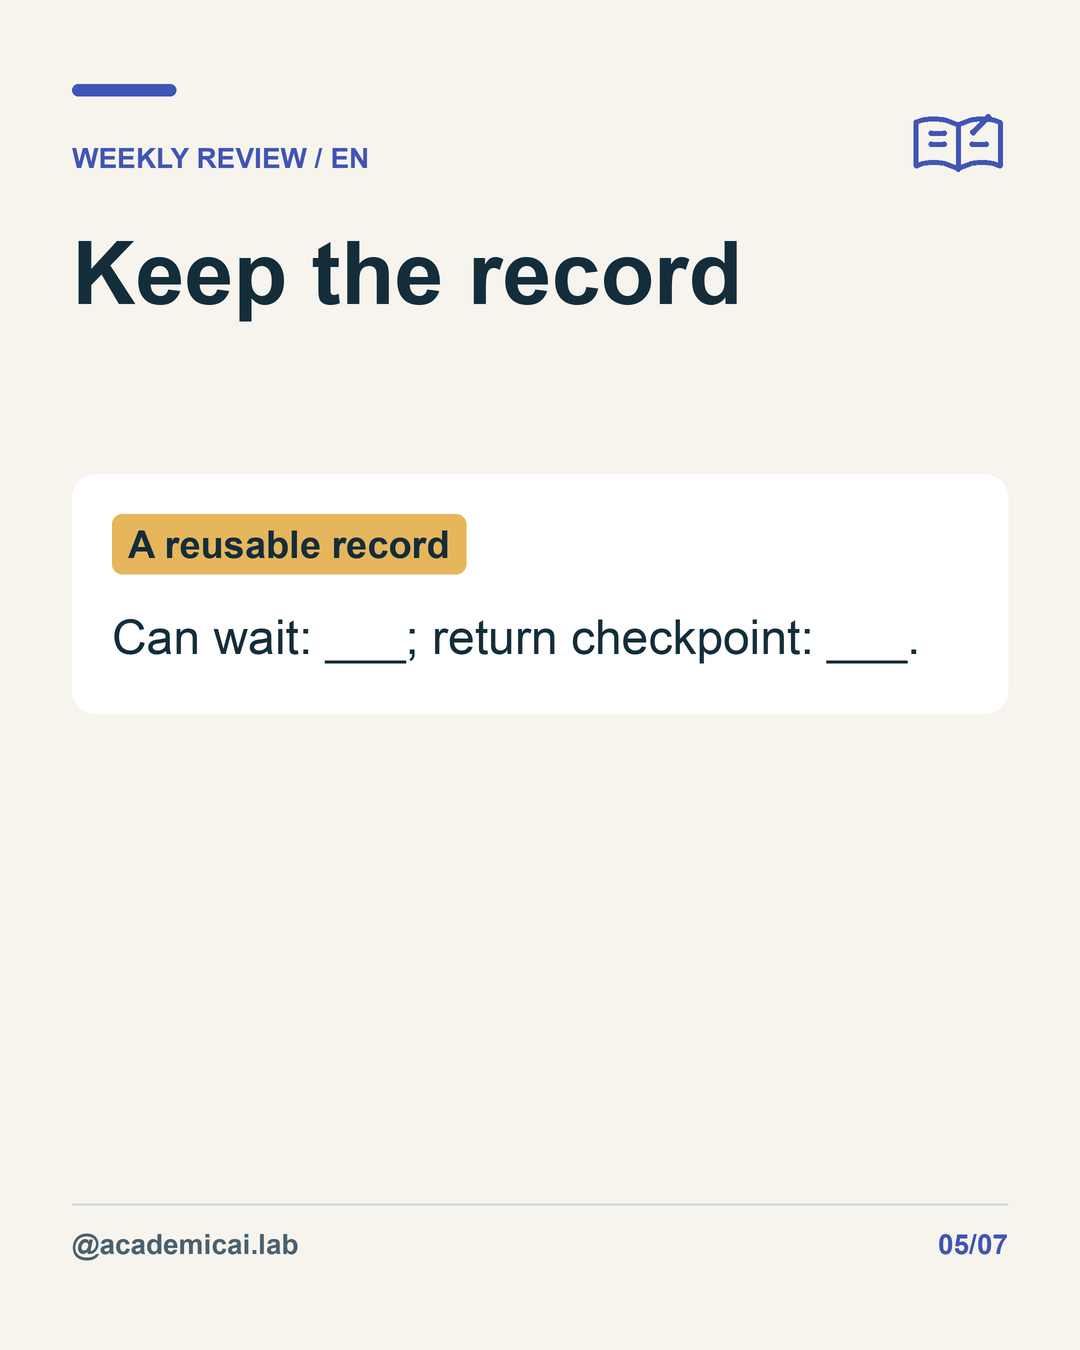 WEEKLY REVIEW / EN
Keep the record
A reusable record
Can wait: ___; return checkpoint: ___.
@academicai.lab
05/07